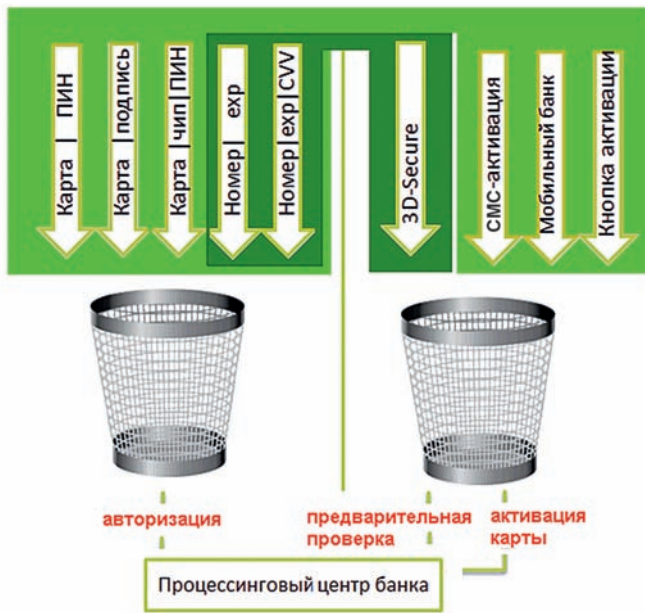 Карта | ПИН
Карта |подпись
Карта |чип|ПИН
Номер| exp
Номер|exp|CVV
3D-Secure
СМС-активация
Мобильный банк
Кнопка активации
авторизация
предварительная
проверка
активация
карты
Процессинговый центр банка